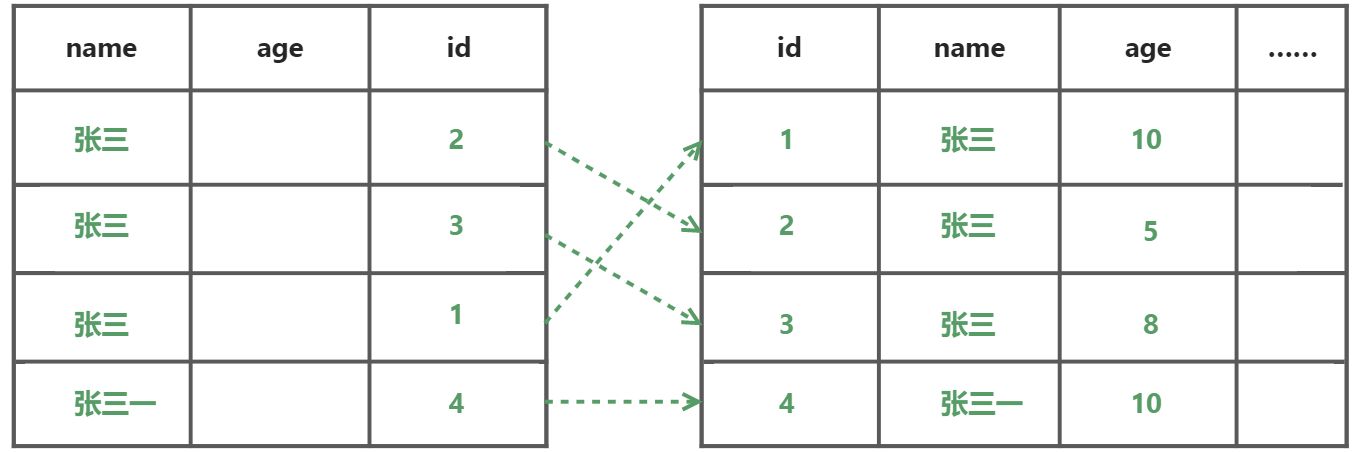 name age id
张三 2
张三 3
张三 1
张三一 4
id name age ......
1 张三 10
2 张三 5
3 张三 8
4 张三一 10